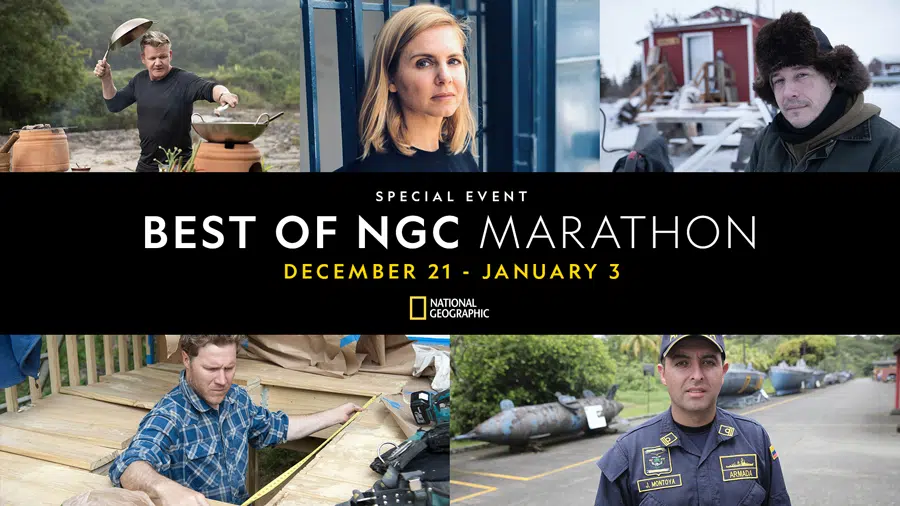 SPECIAL EVENT
BEST OF NGC MARATHON
DECEMBER 21 - JANUARY 3
NATIONAL
GEOGRAPHIC
J. MONTOYA
ARMADA